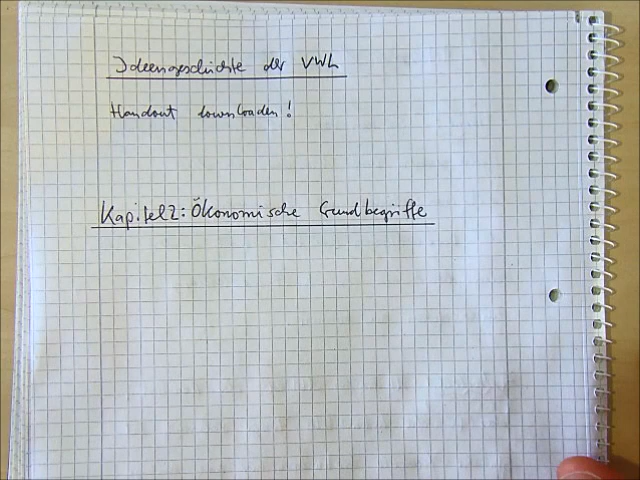 Ideengeschichte der VWL
Handout downloaden!
Kapitel 2: Ökonomische Grundbegriffe